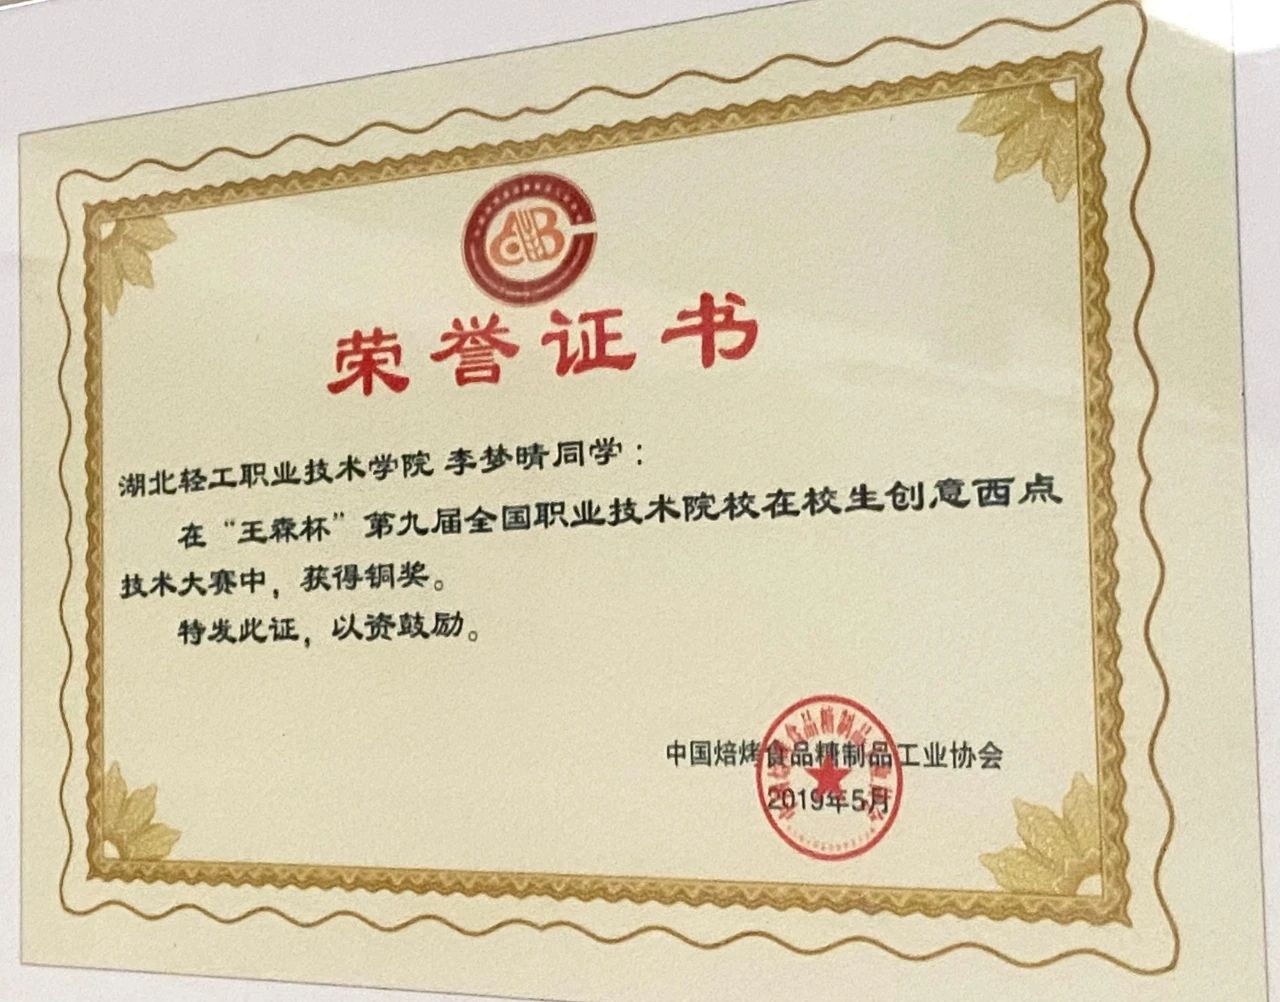 荣誉证书
湖北轻工职业技术学院 李梦晴同学：
在“王森杯”第九届全国职业技术院校在校生创意西点
技术大赛中，获得铜奖。
特发此证，以资鼓励。
中国焙烤食品糖制品工业协会
2019年5月